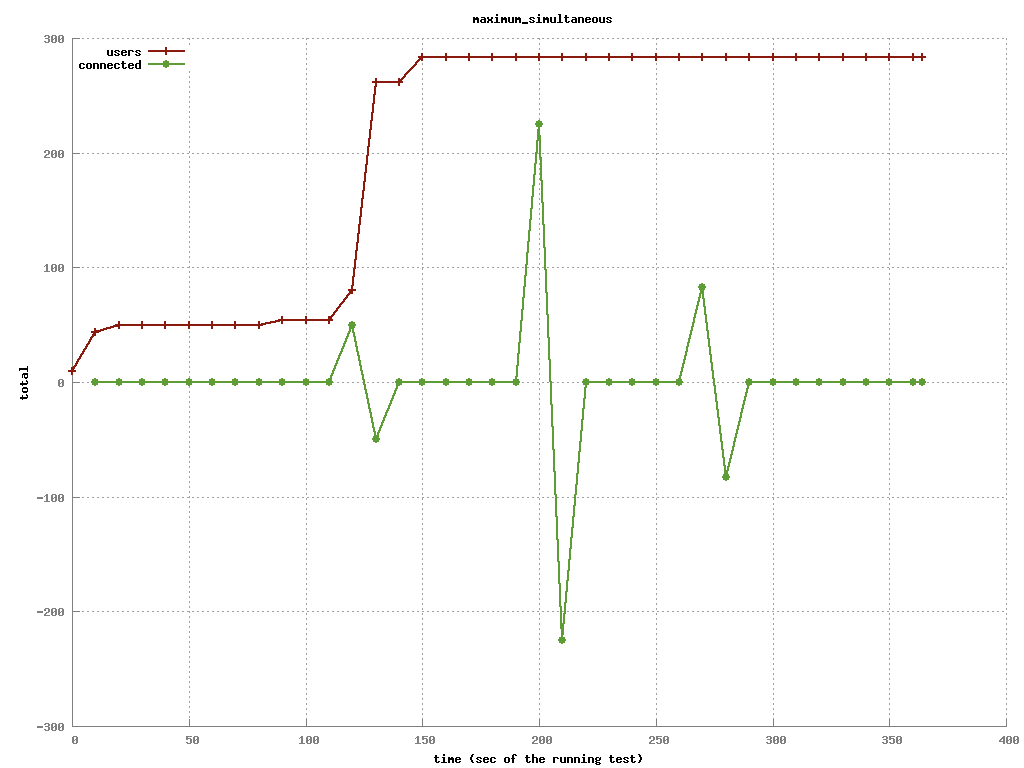 maximum_simultaneous
users
connected
300
200
100
0
-100
-200
-300
total
0 50 100 150 200 250 300 350 400
time (sec of the running test)